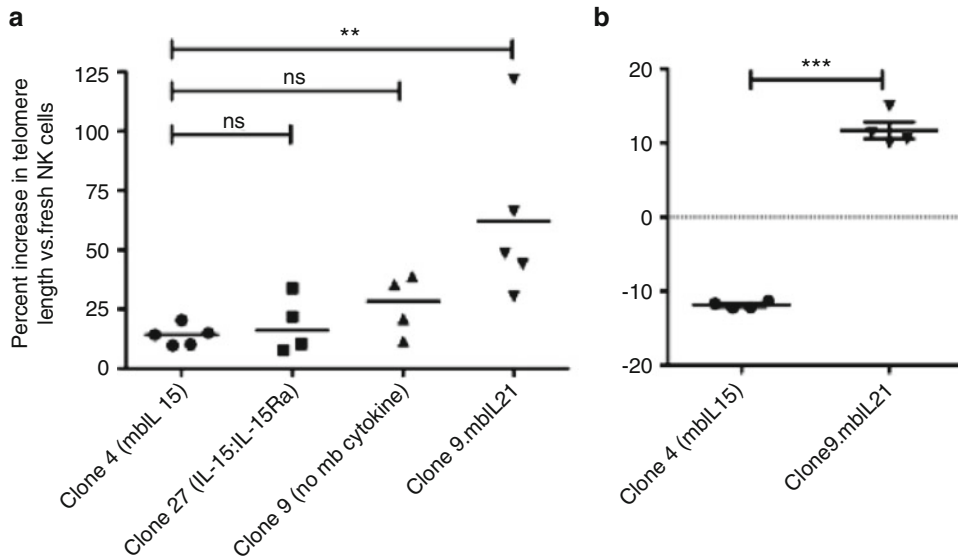 a
**
ns
ns
125
100
75
50
25
0
Percent increase in telomere
length vs.fresh NK cells
Clone 4 (mbIL 15)
Clone 27 (IL-15:IL-15Ra)
Clone 9 (no mb cytokine)
Clone 9.mbIL21
b
***
20
10
0
-10
-20
Clone 4 (mbIL15)
Clone9.mbIL21